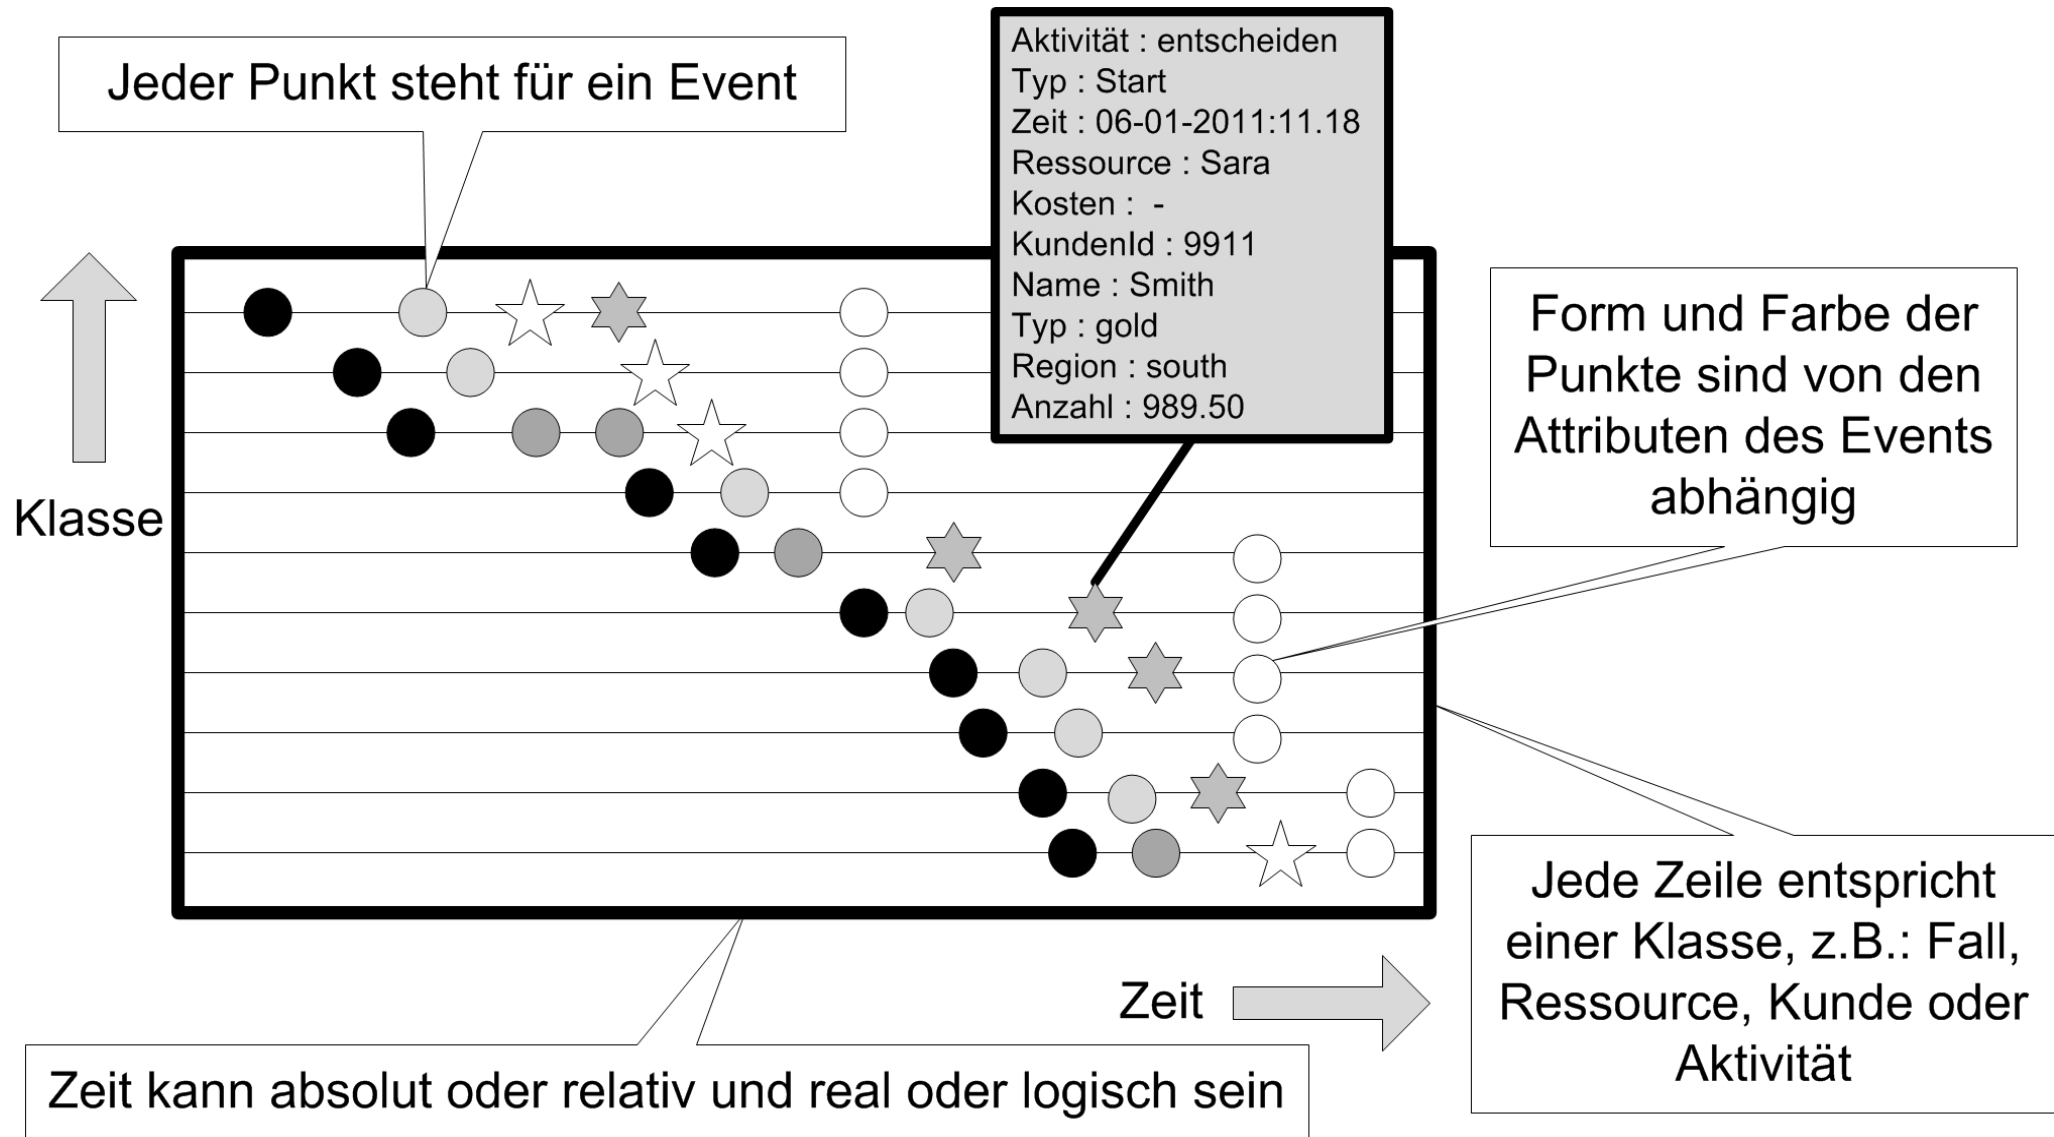 Jeder Punkt steht für ein Event
Aktivität : entscheiden
Typ : Start
Zeit : 06-01-2011:11.18
Ressource : Sara
Kosten :  -
KundenId : 9911
Name : Smith
Typ : gold
Region : south
Anzahl : 989.50
Form und Farbe der
Punkte sind von den
Attributen des Events
abhängig
Klasse
Jede Zeile entspricht
einer Klasse, z.B.: Fall,
Ressource, Kunde oder
Aktivität
Zeit
Zeit kann absolut oder relativ und real oder logisch sein